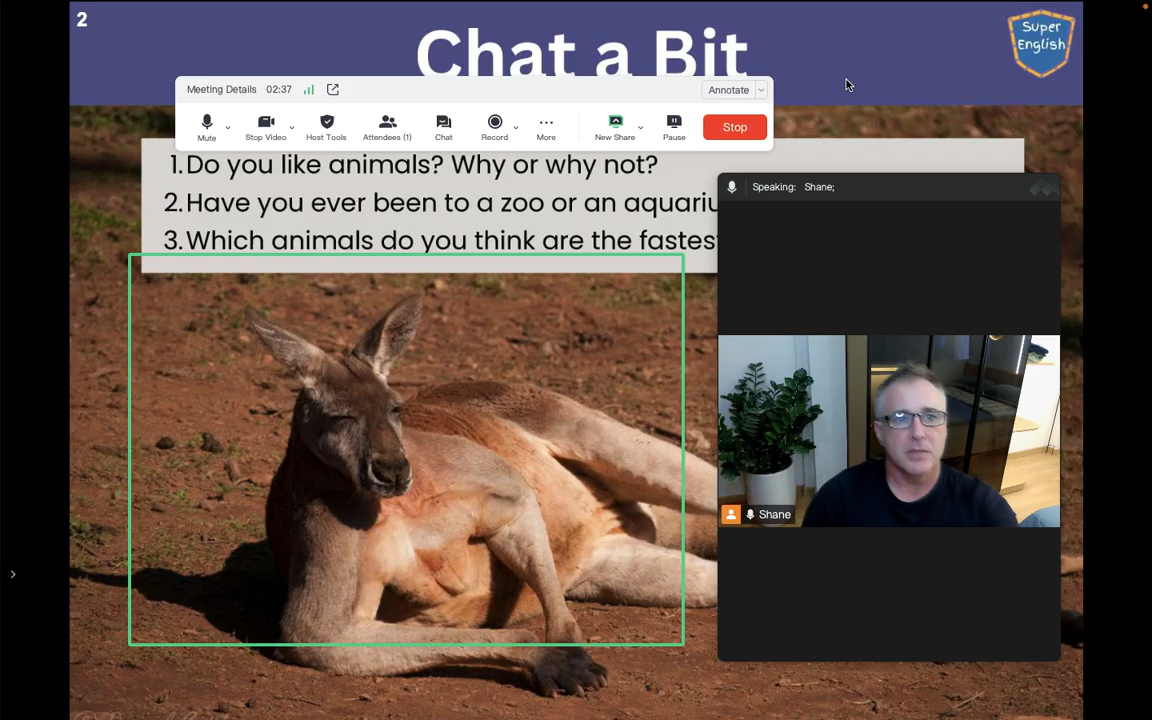 2
Chat a Bit
Super
English
Meeting Details 02:37
Annotate
Mute
Stop Video
Host Tools
Attendees (1)
Chat
Record
More
New Share
Pause
Stop
1. Do you like animals? Why or why not?
2. Have you ever been to a zoo or an aquariu
3. Which animals do you think are the fastest
Speaking: Shane;
Shane